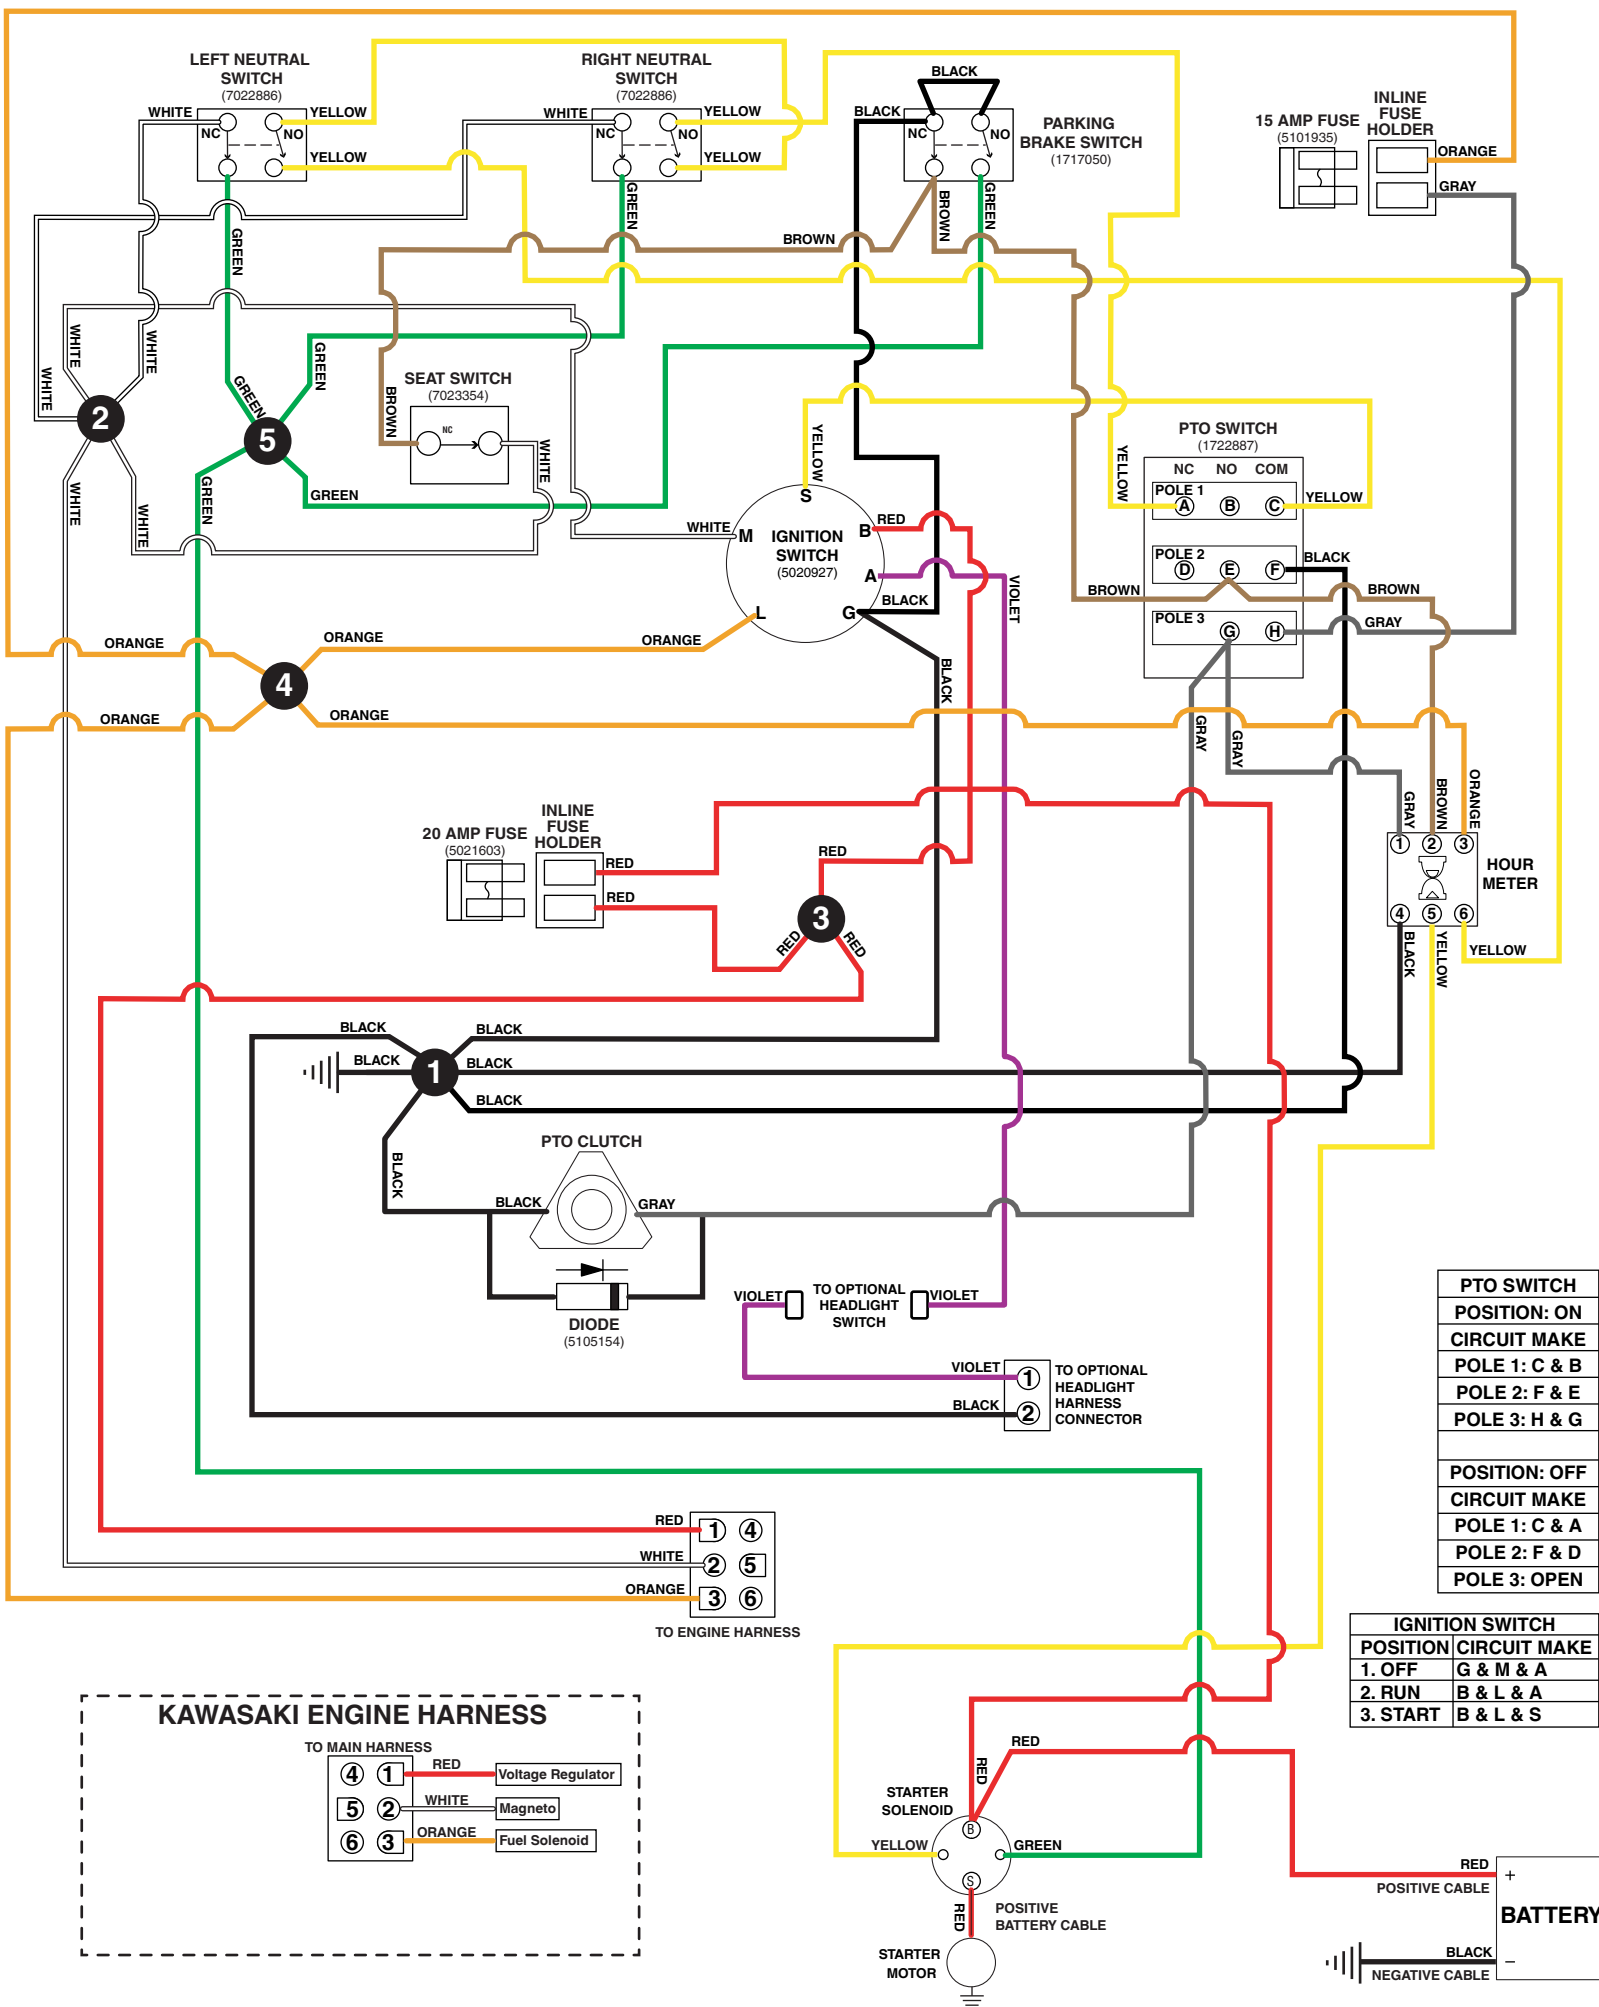 LEFT NEUTRAL
SWITCH
(7022886)
WHITE
YELLOW
NC
NO
YELLOW
GREEN
RIGHT NEUTRAL
SWITCH
(7022886)
WHITE
YELLOW
NC
NO
YELLOW
GREEN
BLACK
BLACK
NC
NO
PARKING
BRAKE SWITCH
(1717050)
BROWN
BROWN
GREEN
15 AMP FUSE
(5101935)
INLINE
FUSE
HOLDER
ORANGE
GRAY
WHITE
WHITE
WHITE
2
WHITE
WHITE
GREEN
GREEN
5
GREEN
GREEN
SEAT SWITCH
(7023354)
NC
BROWN
WHITE
YELLOW
S
WHITE
M
IGNITION
SWITCH
(5020927)
B
RED
A
VIOLET
L
G
BLACK
BLACK
PTO SWITCH
(1722887)
NC NO COM
POLE 1
A B C
YELLOW
YELLOW
POLE 2
D E F
BLACK
BROWN
BROWN
POLE 3
G H
GRAY
GRAY
GRAY
ORANGE
ORANGE
ORANGE
4
ORANGE
ORANGE
GRAY
BROWN
ORANGE
1 2 3
HOUR
METER
4 5 6
BLACK
YELLOW
YELLOW
20 AMP FUSE
(5021603)
INLINE
FUSE
HOLDER
RED
RED
RED
3
RED
RED
BLACK
BLACK
BLACK
1
BLACK
BLACK
BLACK
PTO CLUTCH
BLACK
GRAY
DIODE
(5105154)
VIOLET
TO OPTIONAL
HEADLIGHT
SWITCH
VIOLET
VIOLET
1
BLACK
2
TO OPTIONAL
HEADLIGHT
HARNESS
CONNECTOR
PTO SWITCH
POSITION: ON
CIRCUIT MAKE
POLE 1: C & B
POLE 2: F & E
POLE 3: H & G
POSITION: OFF
CIRCUIT MAKE
POLE 1: C & A
POLE 2: F & D
POLE 3: OPEN
IGNITION SWITCH
POSITION CIRCUIT MAKE
1. OFF G & M & A
2. RUN B & L & A
3. START B & L & S
RED 1 4
WHITE 2 5
ORANGE 3 6
TO ENGINE HARNESS
KAWASAKI ENGINE HARNESS
TO MAIN HARNESS
4 1 RED Voltage Regulator
5 2 WHITE Magneto
6 3 ORANGE Fuel Solenoid
RED
RED
STARTER
SOLENOID
B
YELLOW
GREEN
S
RED
POSITIVE
BATTERY CABLE
STARTER
MOTOR
RED
POSITIVE CABLE
+
BATTERY
BLACK
−
NEGATIVE CABLE